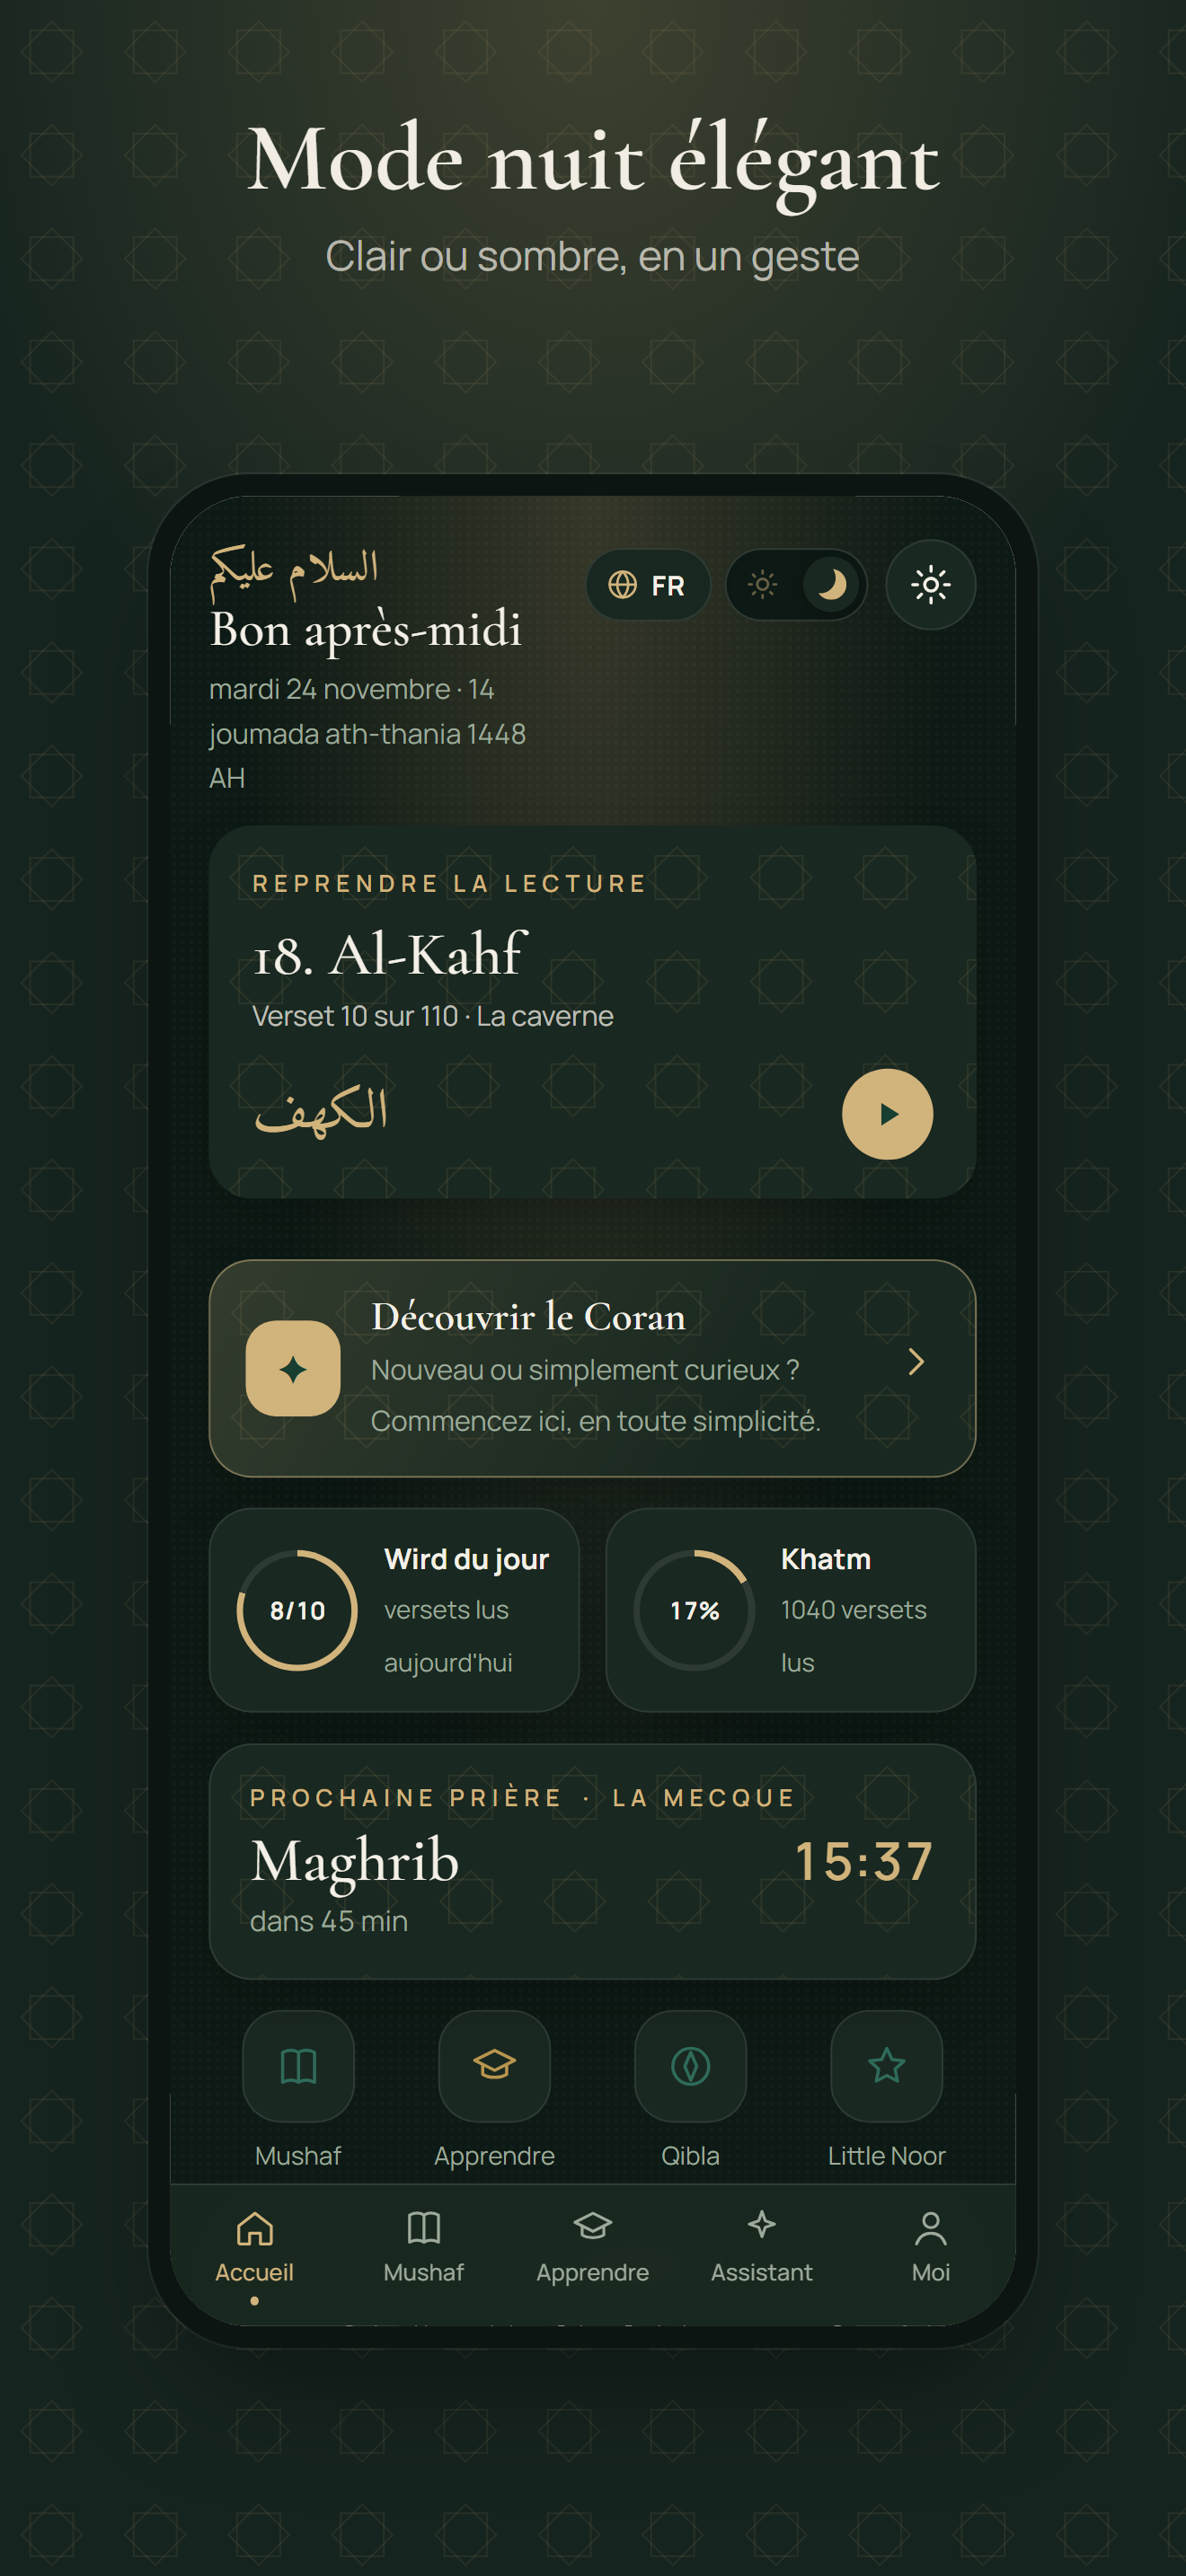 Mode nuit élégant
Clair ou sombre, en un geste
السلام عليكم
FR
Bon après-midi
mardi 24 novembre · 14
joumada ath-thania 1448
AH
REPRENDRE LA LECTURE
18. Al-Kahf
Verset 10 sur 110 · La caverne
الكهف
Découvrir le Coran
Nouveau ou simplement curieux ?
Commencez ici, en toute simplicité.
8/10
Wird du jour
versets lus
aujourd'hui
17%
Khatm
1040 versets
lus
PROCHAINE PRIÈRE · LA MECQUE
Maghrib
15:37
dans 45 min
Mushaf
Apprendre
Qibla
Little Noor
Accueil
Mushaf
Apprendre
Assistant
Moi